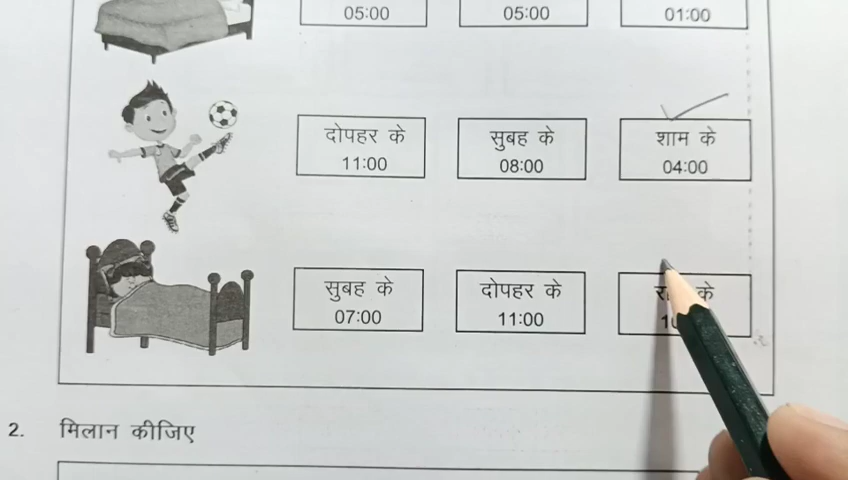 05:00 05:00 01:00
दोपहर के सुबह के शाम के
11:00 08:00 04:00
सुबह के दोपहर के के
07:00 11:00
2. मिलान कीजिए